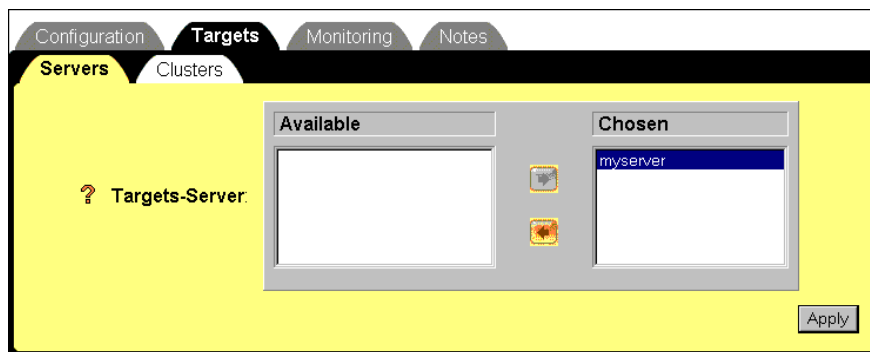 Configuration Targets Monitoring Notes
Servers Clusters
Available Chosen
myserver
? Targets-Server:
Apply